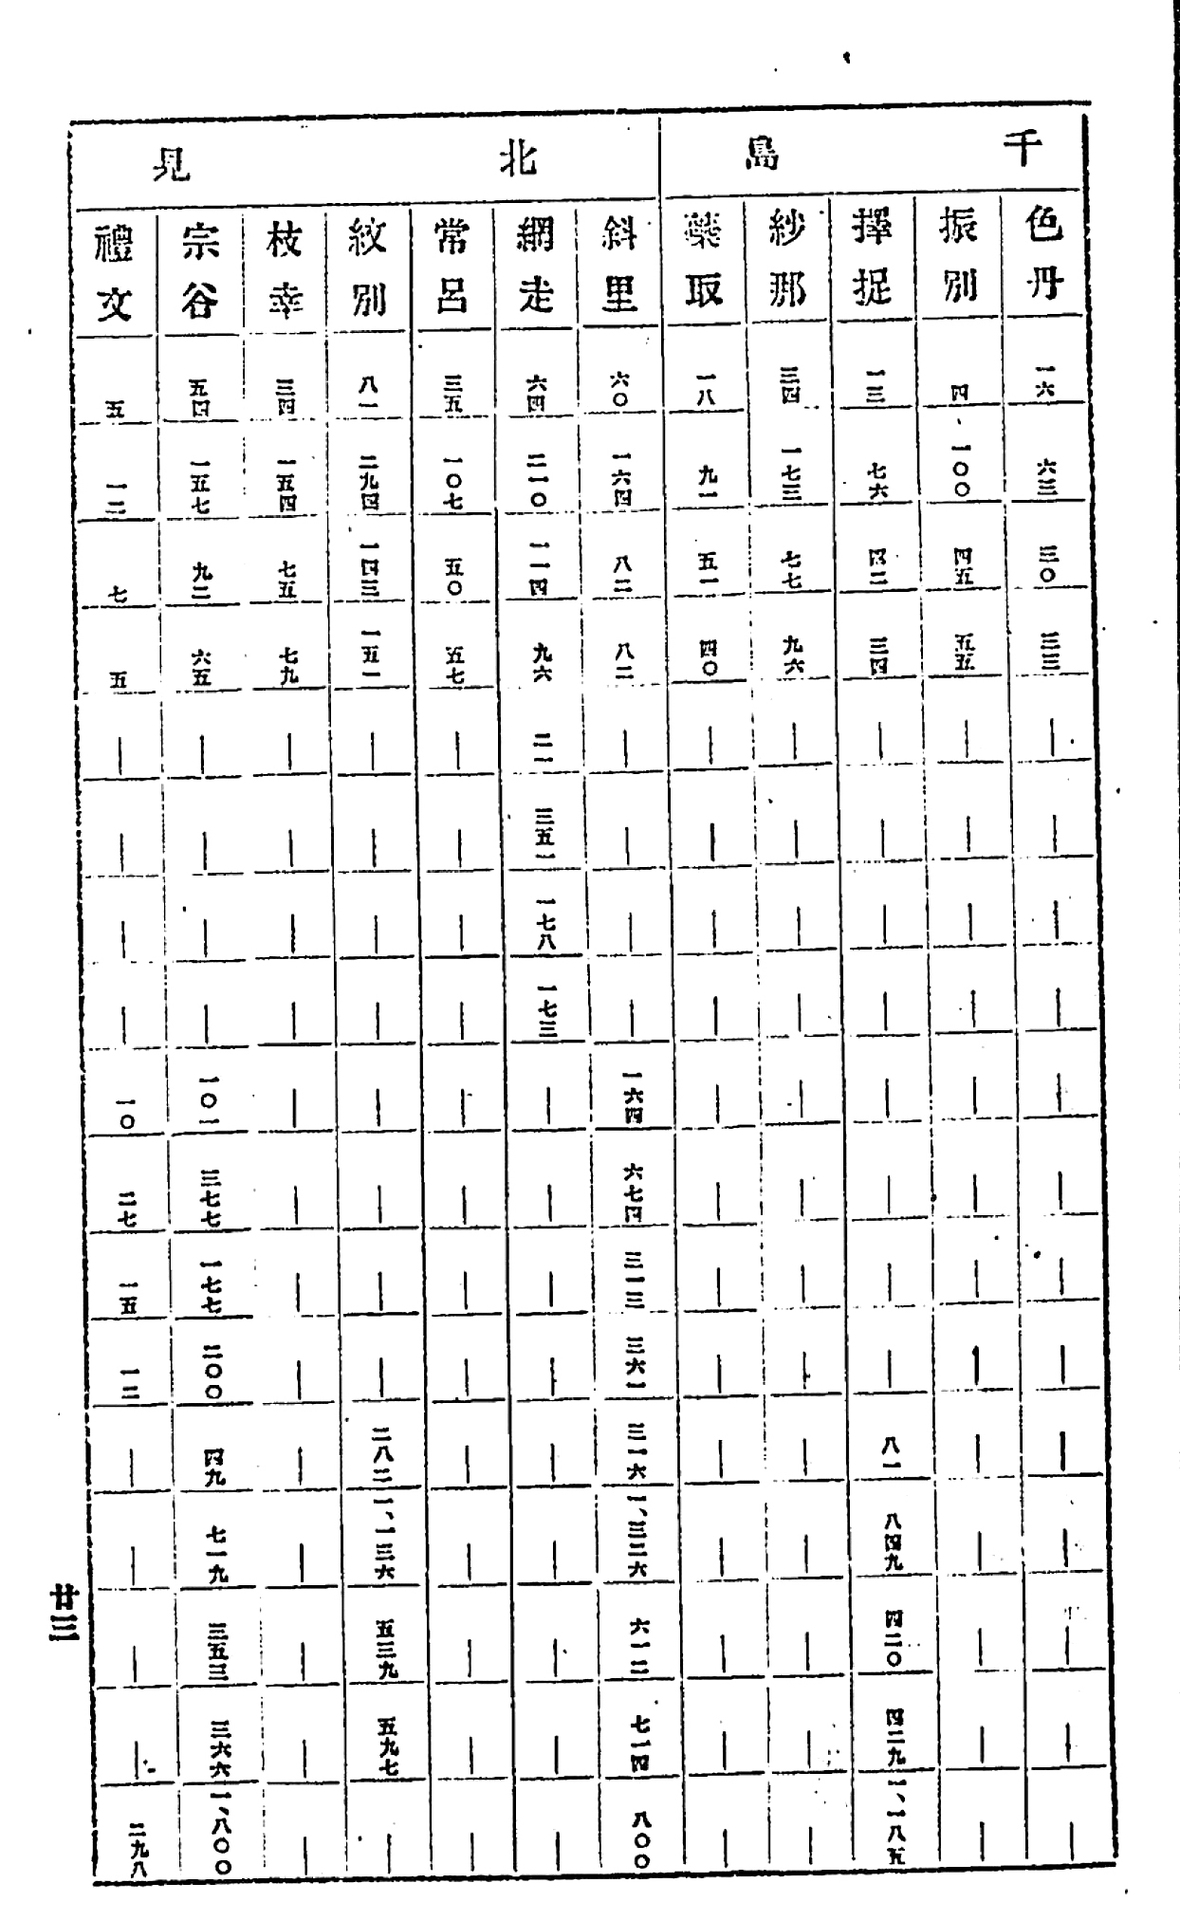 千島
色丹 一六 六三 三〇 三三 ｜ ｜ ｜ ｜ ｜ ｜ ｜ ｜ ｜ ｜ ｜ ｜ ｜
振別 四 一〇〇 四五 五五 ｜ ｜ ｜ ｜ ｜ ｜ ｜ ｜ ｜ ｜ ｜ ｜ ｜
擇捉 一三 七六 四二 三四 ｜ ｜ ｜ ｜ ｜ ｜ ｜ ｜ 八一 八四九 四二〇 四二九 一、一八五
紗那 三四 一七三 七七 九六 ｜ ｜ ｜ ｜ ｜ ｜ ｜ ｜ ｜ ｜ ｜ ｜ ｜
蘂取 一八 九一 五一 四〇 ｜ ｜ ｜ ｜ ｜ ｜ ｜ ｜ ｜ ｜ ｜ ｜ ｜
北見
斜里 六〇 一六四 八二 八二 ｜ ｜ ｜ ｜ 一六四 六七四 三一三 三六一 三一六 一、三二六 六一二 七一四 八〇〇
網走 六四 二一〇 一一四 九六 二一 三五一 一七八 一七三 ｜ ｜ ｜ ｜ ｜ ｜ ｜ ｜ ｜
常呂 三五 一〇七 五〇 五七 ｜ ｜ ｜ ｜ ｜ ｜ ｜ ｜ ｜ ｜ ｜ ｜ ｜
紋別 八一 二九四 一四三 一五一 ｜ ｜ ｜ ｜ ｜ ｜ ｜ ｜ 二八二 一、一三六 五三九 五九七 ｜
枝幸 三四 一五四 七五 七九 ｜ ｜ ｜ ｜ ｜ ｜ ｜ ｜ ｜ ｜ ｜ ｜ ｜
宗谷 五四 一五七 九二 六五 ｜ ｜ ｜ ｜ 一〇一 三七七 一七七 二〇〇 四九 七一九 三五三 三六六 一、八〇〇
禮文 五 一二 七 五 ｜ ｜ ｜ ｜ 一〇 二七 一五 一二 ｜ ｜ ｜ ｜ 二九八
廿三